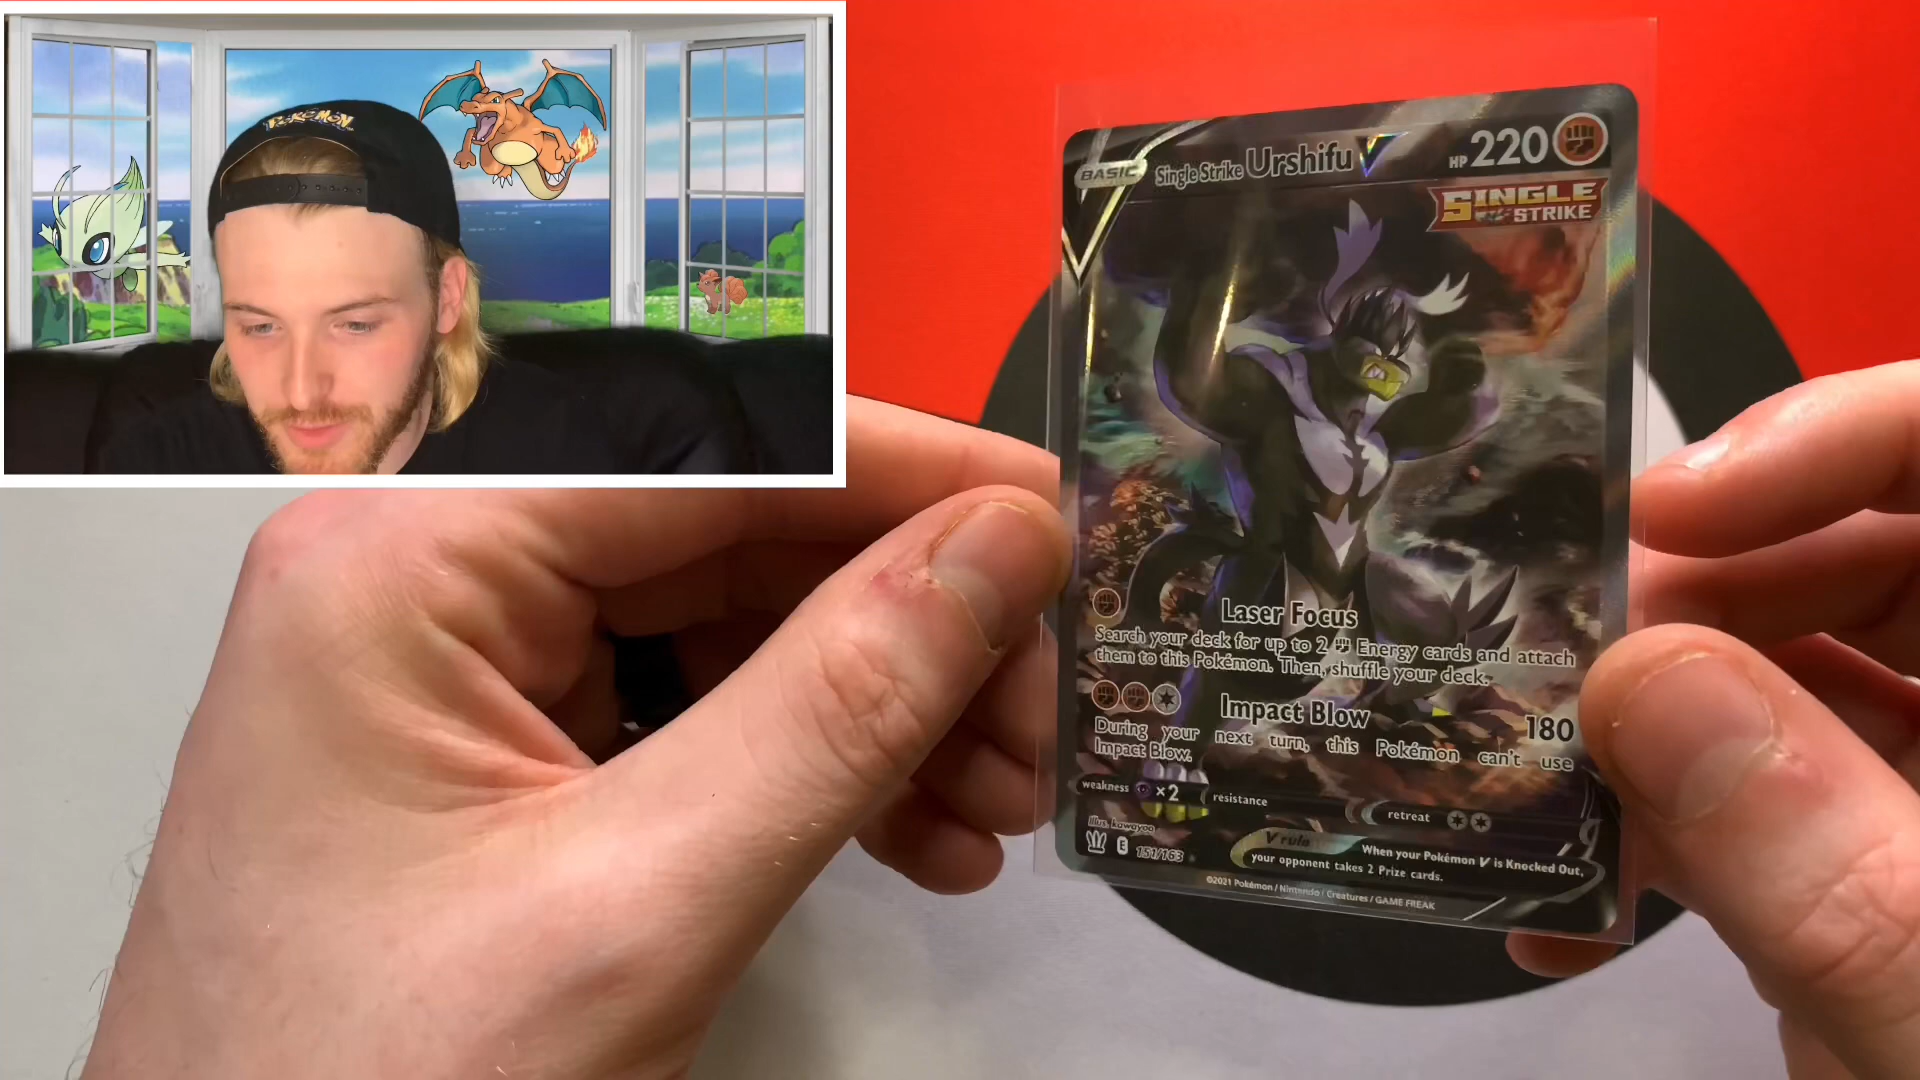 POKÉMON
BASIC
Single Strike Urshifu V
HP 220
SINGLE
STRIKE
Laser Focus
Search your deck for up to 2 Energy cards and attach
them to this Pokémon. Then, shuffle your deck.
Impact Blow 180
During your next turn, this Pokémon can't use
Impact Blow.
weakness ×2 resistance retreat
Illus. kawayoo
E 151/163
V rule When your Pokémon V is Knocked Out,
your opponent takes 2 Prize cards.
©2021 Pokémon / Nintendo / Creatures / GAME FREAK